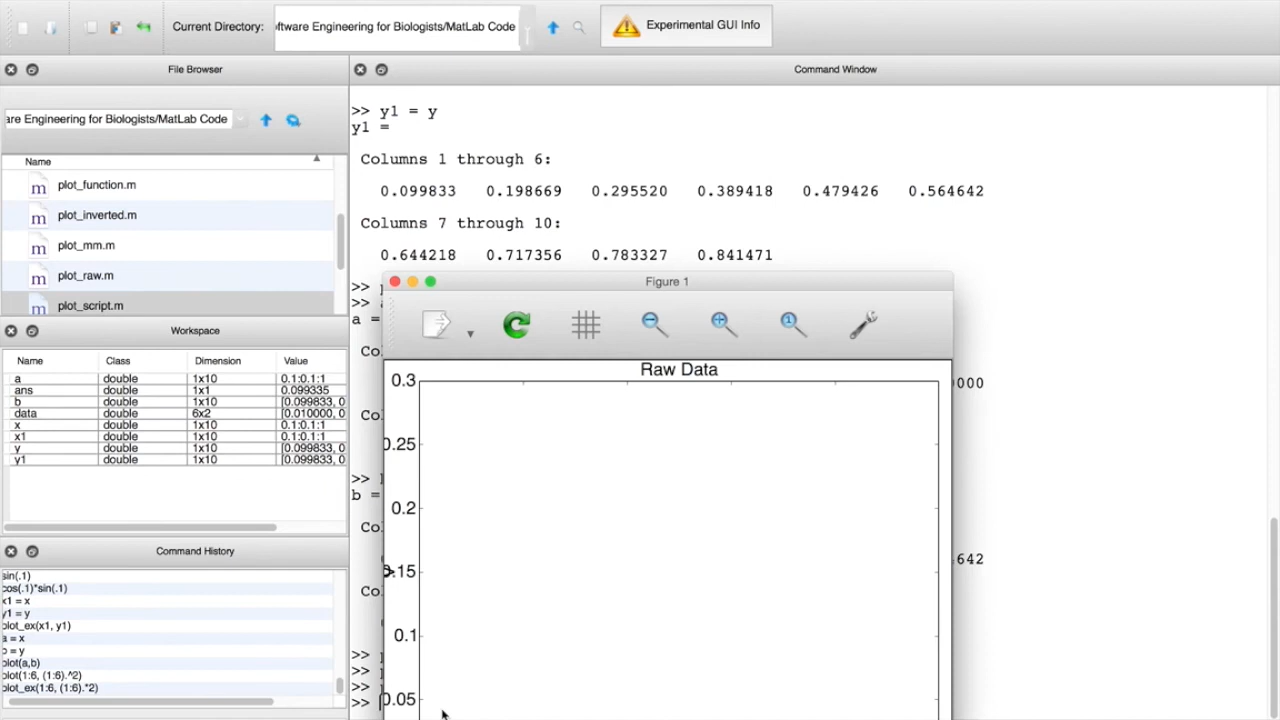 Current Directory: oftware Engineering for Biologists/MatLab Code Experimental GUI Info
File Browser
are Engineering for Biologists/MatLab Code
Name
plot_function.m
plot_inverted.m
plot_mm.m
plot_raw.m
plot_script.m
Workspace
Name Class Dimension Value
a double 1x10 0.1:0.1:1
ans double 1x1 0.099335
b double 1x10 [0.099833, 0
data double 6x2 [0.010000, 0
x double 1x10 0.1:0.1:1
x1 double 1x10 0.1:0.1:1
y double 1x10 [0.099833, 0
y1 double 1x10 [0.099833, 0
Command History
sin(.1)
cos(.1)*sin(.1)
x1 = x
y1 = y
plot_ex(x1, y1)
a = x
b = y
plot(a,b)
plot(1:6, (1:6).^2)
plot_ex(1:6, (1:6).^2)
Command Window
>> y1 = y
y1 =
Columns 1 through 6:
0.099833 0.198669 0.295520 0.389418 0.479426 0.564642
Columns 7 through 10:
0.644218 0.717356 0.783327 0.841471
>>
>>
a =
Co
0000
Co
>>
b =
Co
.642
Co
>>
>>
>>
>>
Figure 1
Raw Data
0.3
0.25
0.2
0.15
0.1
0.05